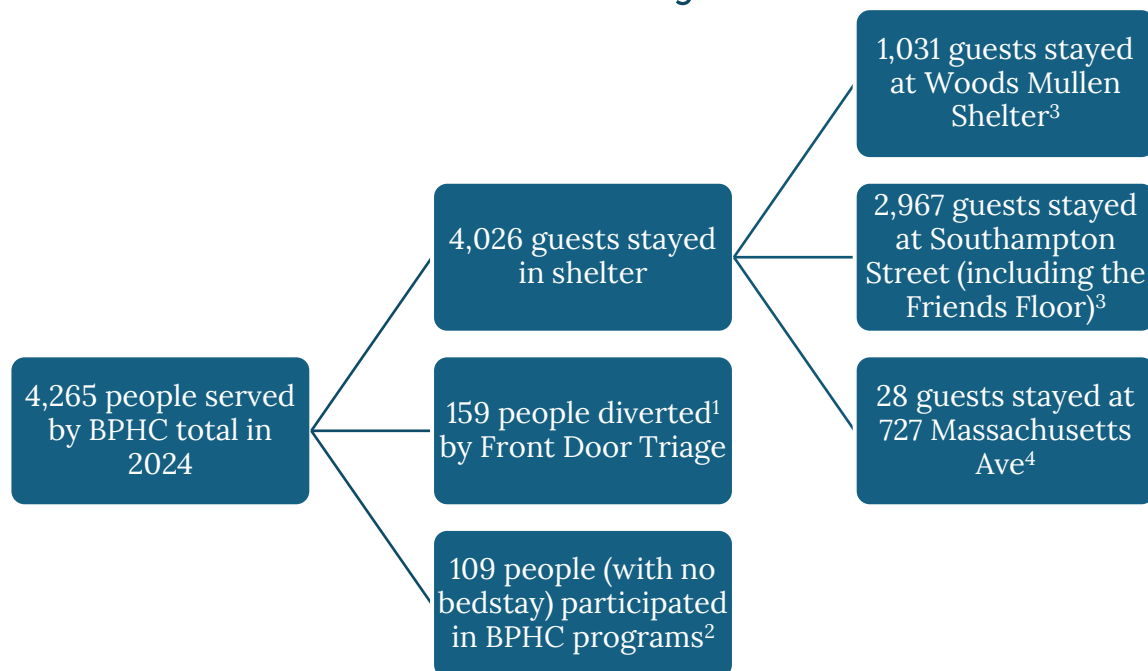 4,265 people served
by BPHC total in
2024
4,026 guests stayed
in shelter
159 people diverted¹
by Front Door Triage
109 people (with no
bedstay) participated
in BPHC programs²
1,031 guests stayed
at Woods Mullen
Shelter³
2,967 guests stayed
at Southampton
Street (including the
Friends Floor)³
28 guests stayed at
727 Massachusetts
Ave⁴